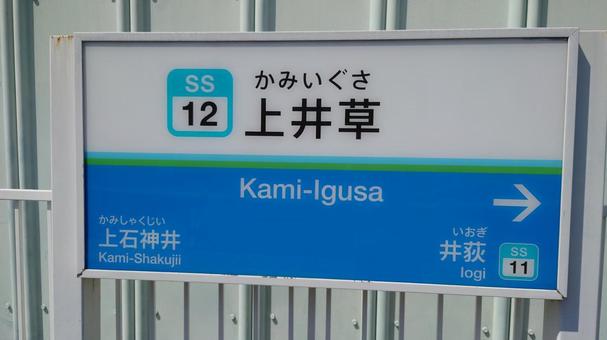 SS
12
かみいぐさ
上井草
Kami-Igusa
かみしゃくじい
上石神井
Kami-Shakujii
いおぎ
井荻
Iogi
SS
11